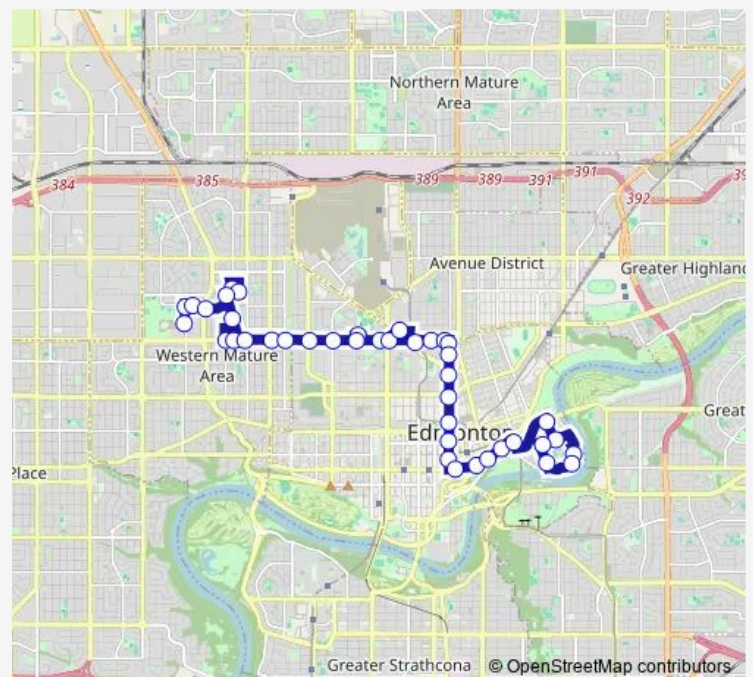 Northern Mature
Area
384
385
389
389
391
391
392
39
Avenue District
Greater Highland
Western Mature
Area
Edmonton
Great
Place
Greater Strathcona
© OpenStreetMap contributors